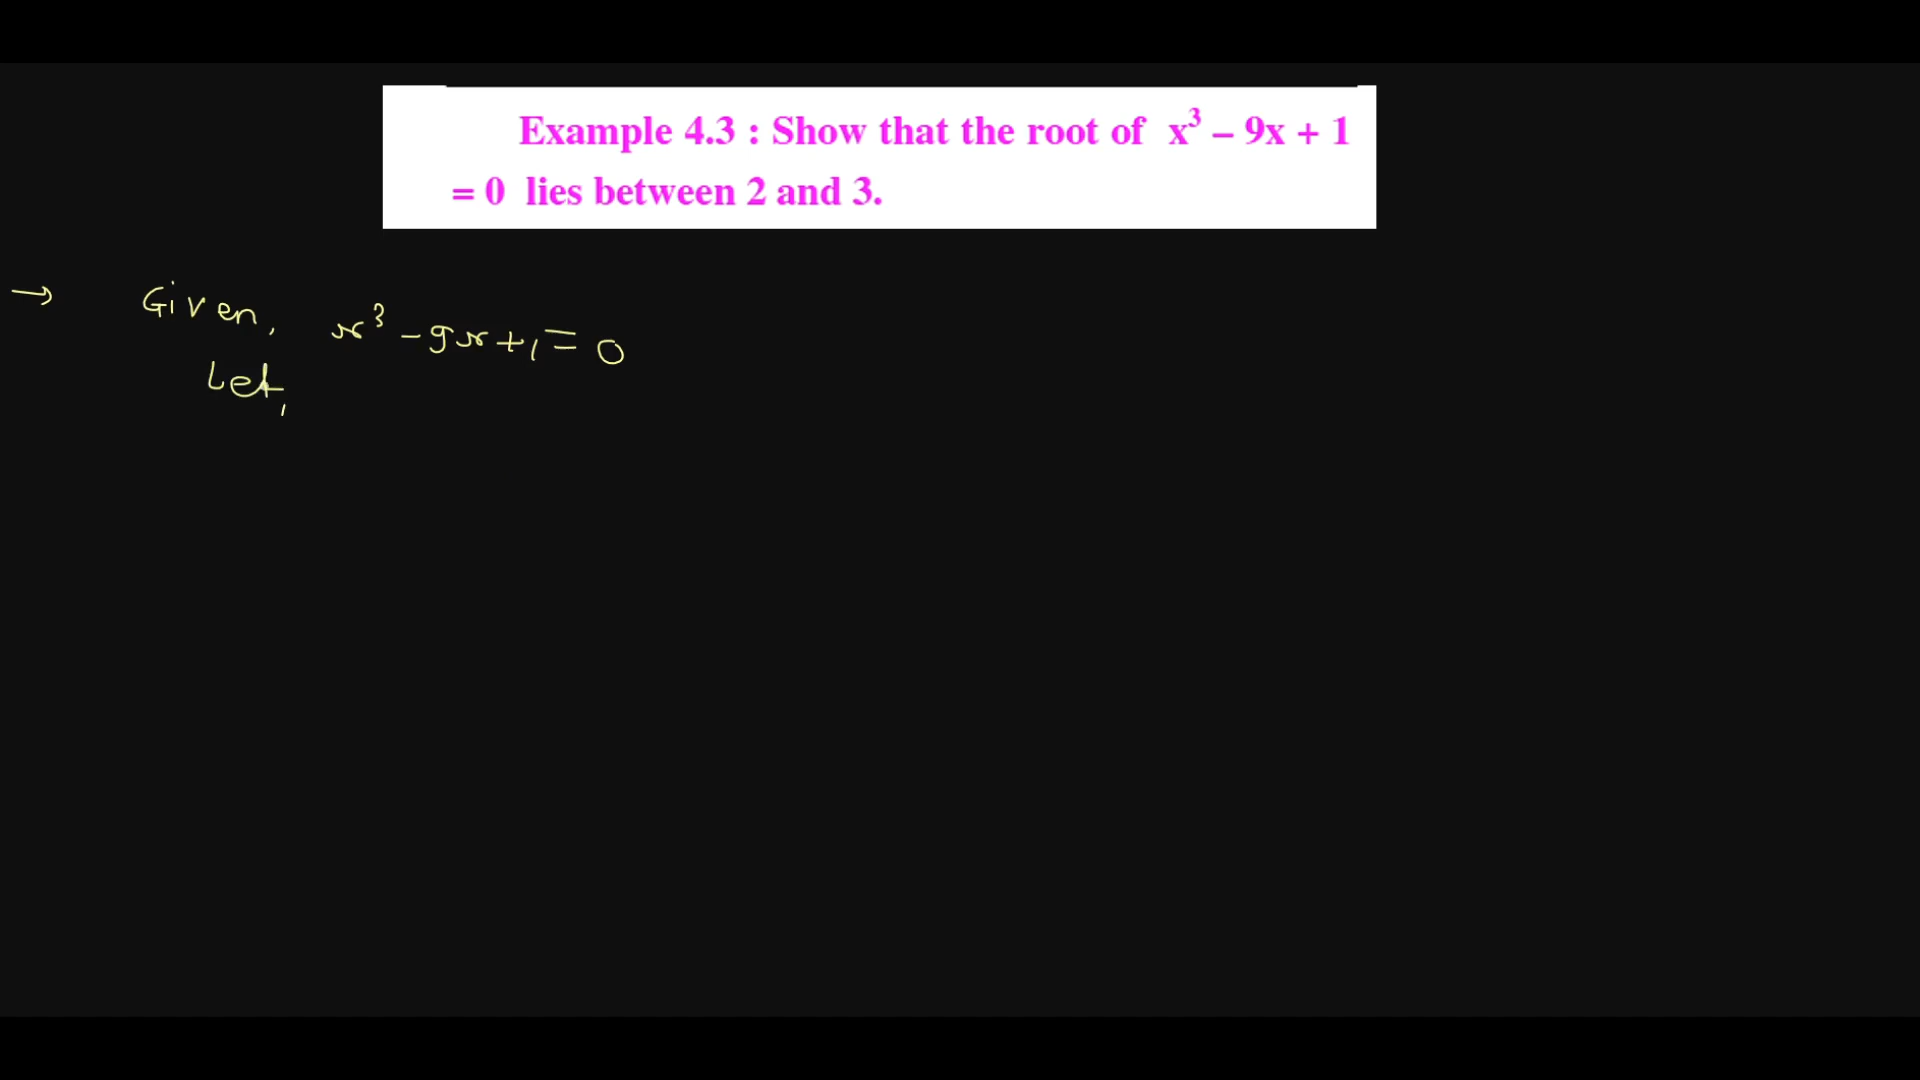 Example 4.3 : Show that the root of x³ – 9x + 1
= 0 lies between 2 and 3.
→ Given, x³ - 9x + 1 = 0
Let,